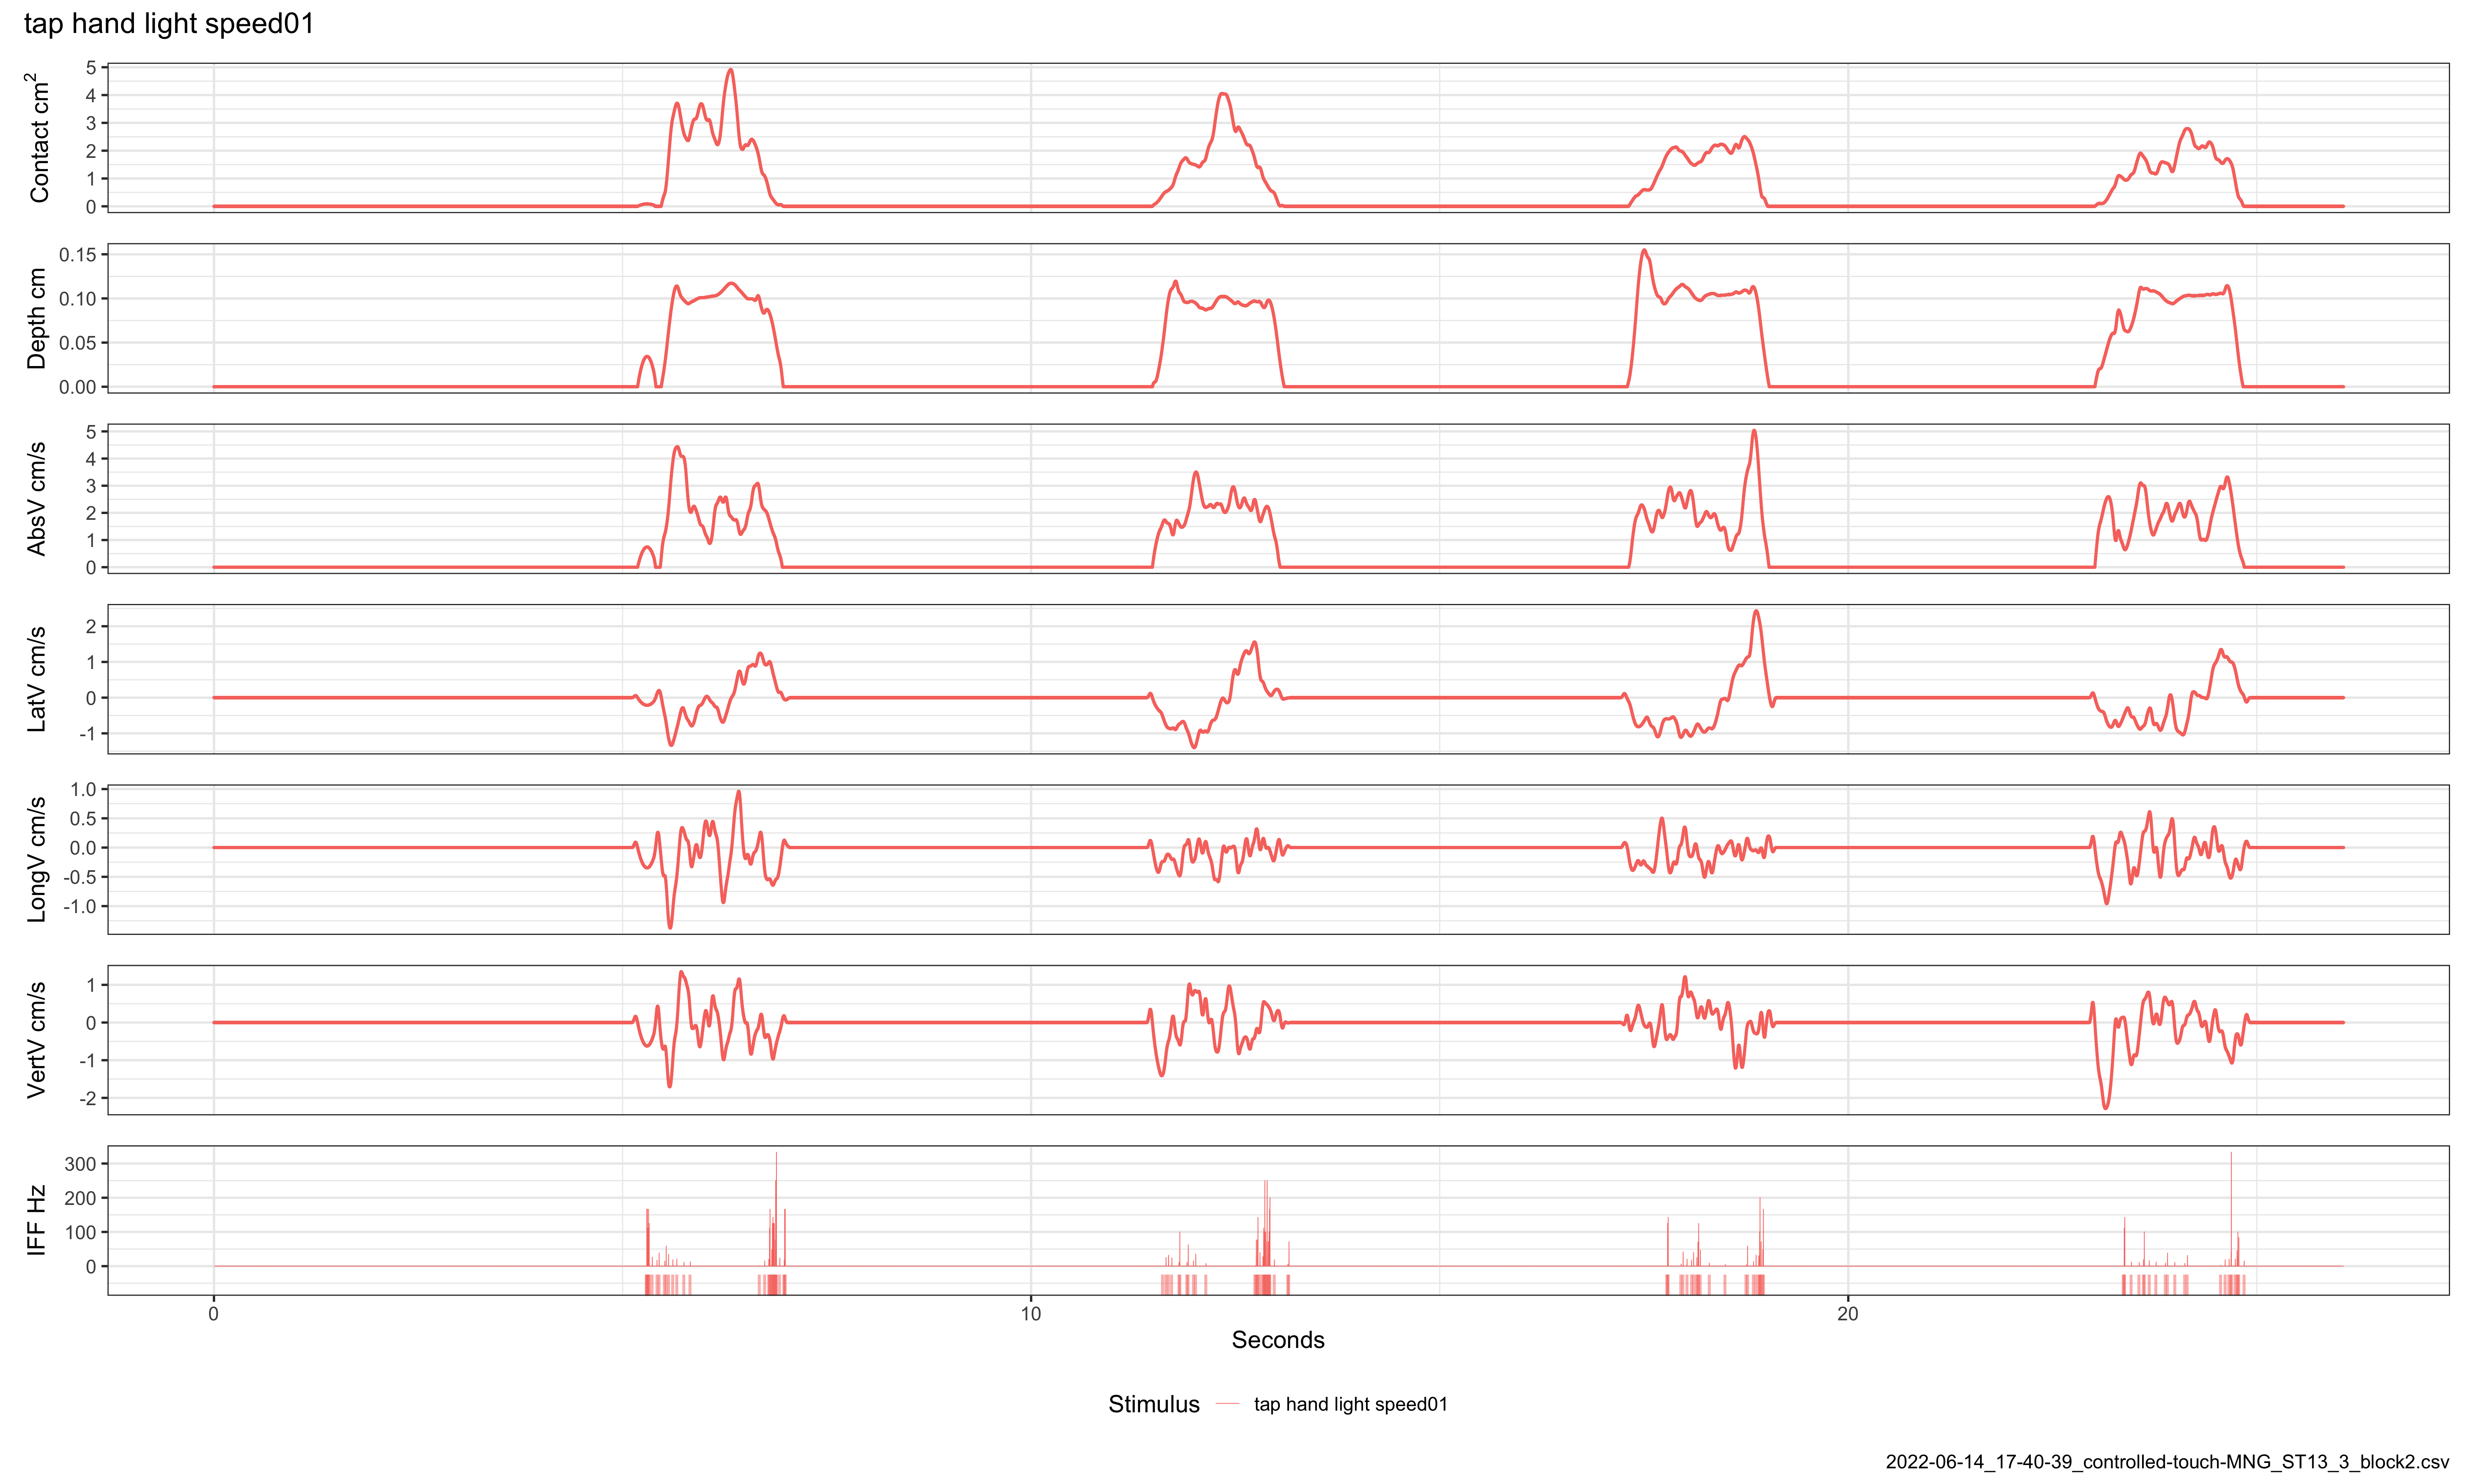 tap hand light speed01
Contact cm²
5
4
3
2
1
0
Depth cm
0.15
0.10
0.05
0.00
AbsV cm/s
5
4
3
2
1
0
LatV cm/s
2
1
0
-1
LongV cm/s
1.0
0.5
0.0
-0.5
-1.0
VertV cm/s
1
0
-1
-2
IFF Hz
300
200
100
0
0 10 20
Seconds
Stimulus tap hand light speed01
2022-06-14_17-40-39_controlled-touch-MNG_ST13_3_block2.csv